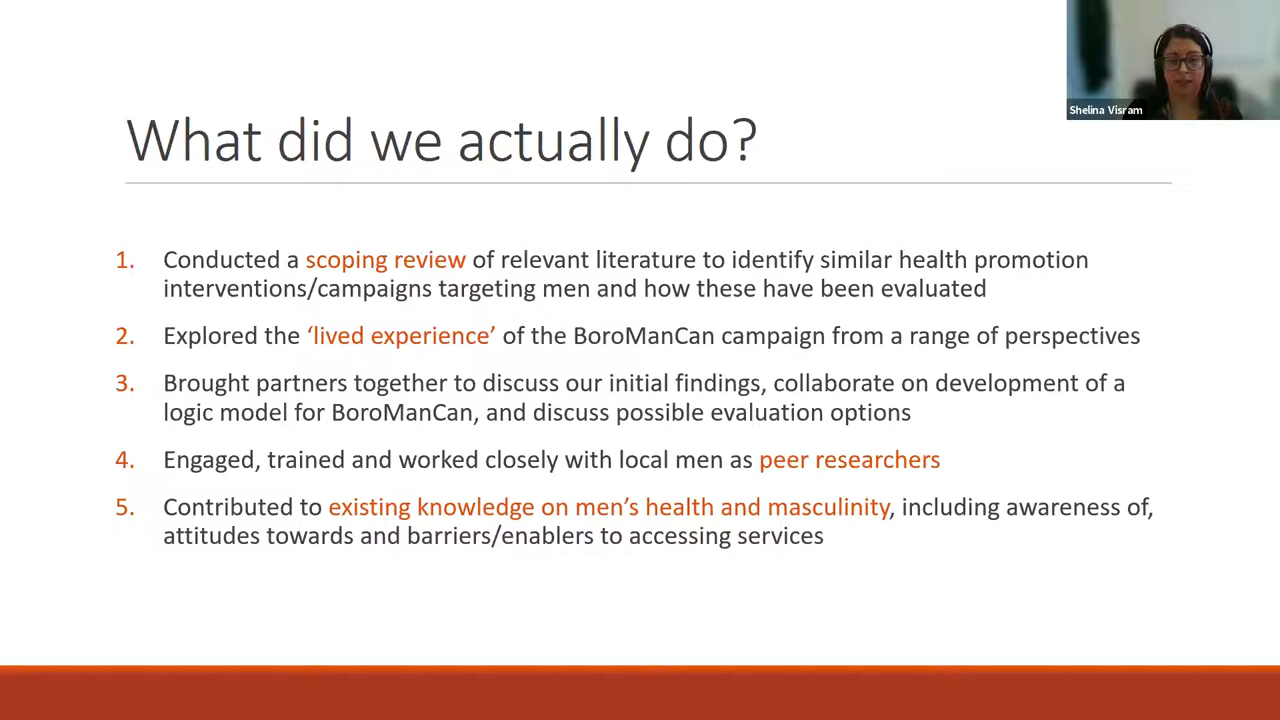 Shelina Visram
What did we actually do?
1. Conducted a scoping review of relevant literature to identify similar health promotion
interventions/campaigns targeting men and how these have been evaluated
2. Explored the ‘lived experience’ of the BoroManCan campaign from a range of perspectives
3. Brought partners together to discuss our initial findings, collaborate on development of a
logic model for BoroManCan, and discuss possible evaluation options
4. Engaged, trained and worked closely with local men as peer researchers
5. Contributed to existing knowledge on men’s health and masculinity, including awareness of,
attitudes towards and barriers/enablers to accessing services